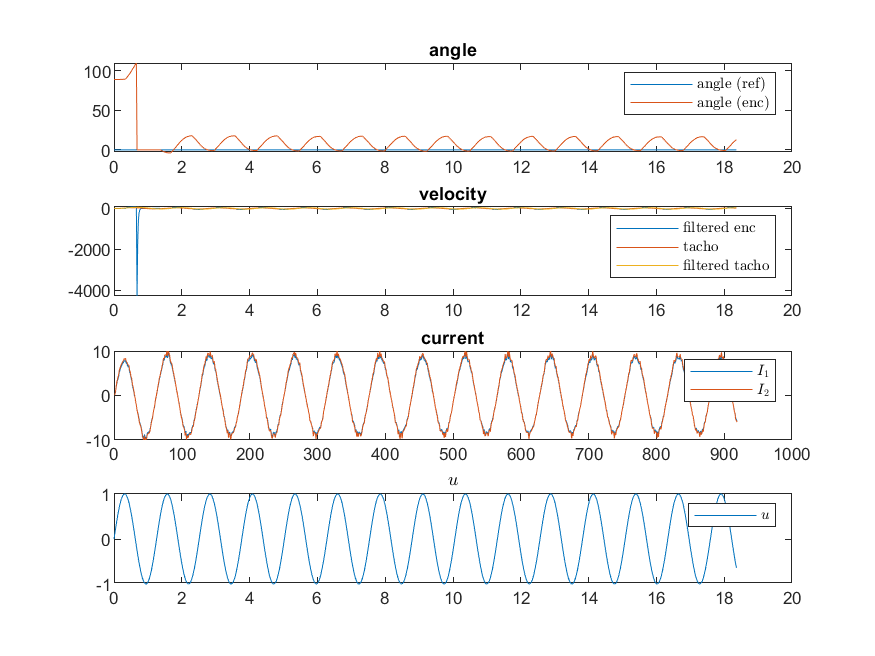 angle
100
50
0
angle (ref)
angle (enc)
0 2 4 6 8 10 12 14 16 18 20
velocity
0
-2000
-4000
filtered enc
tacho
filtered tacho
0 2 4 6 8 10 12 14 16 18 20
current
10
0
-10
I₁
I₂
0 100 200 300 400 500 600 700 800 900 1000
u
1
0
-1
u
0 2 4 6 8 10 12 14 16 18 20